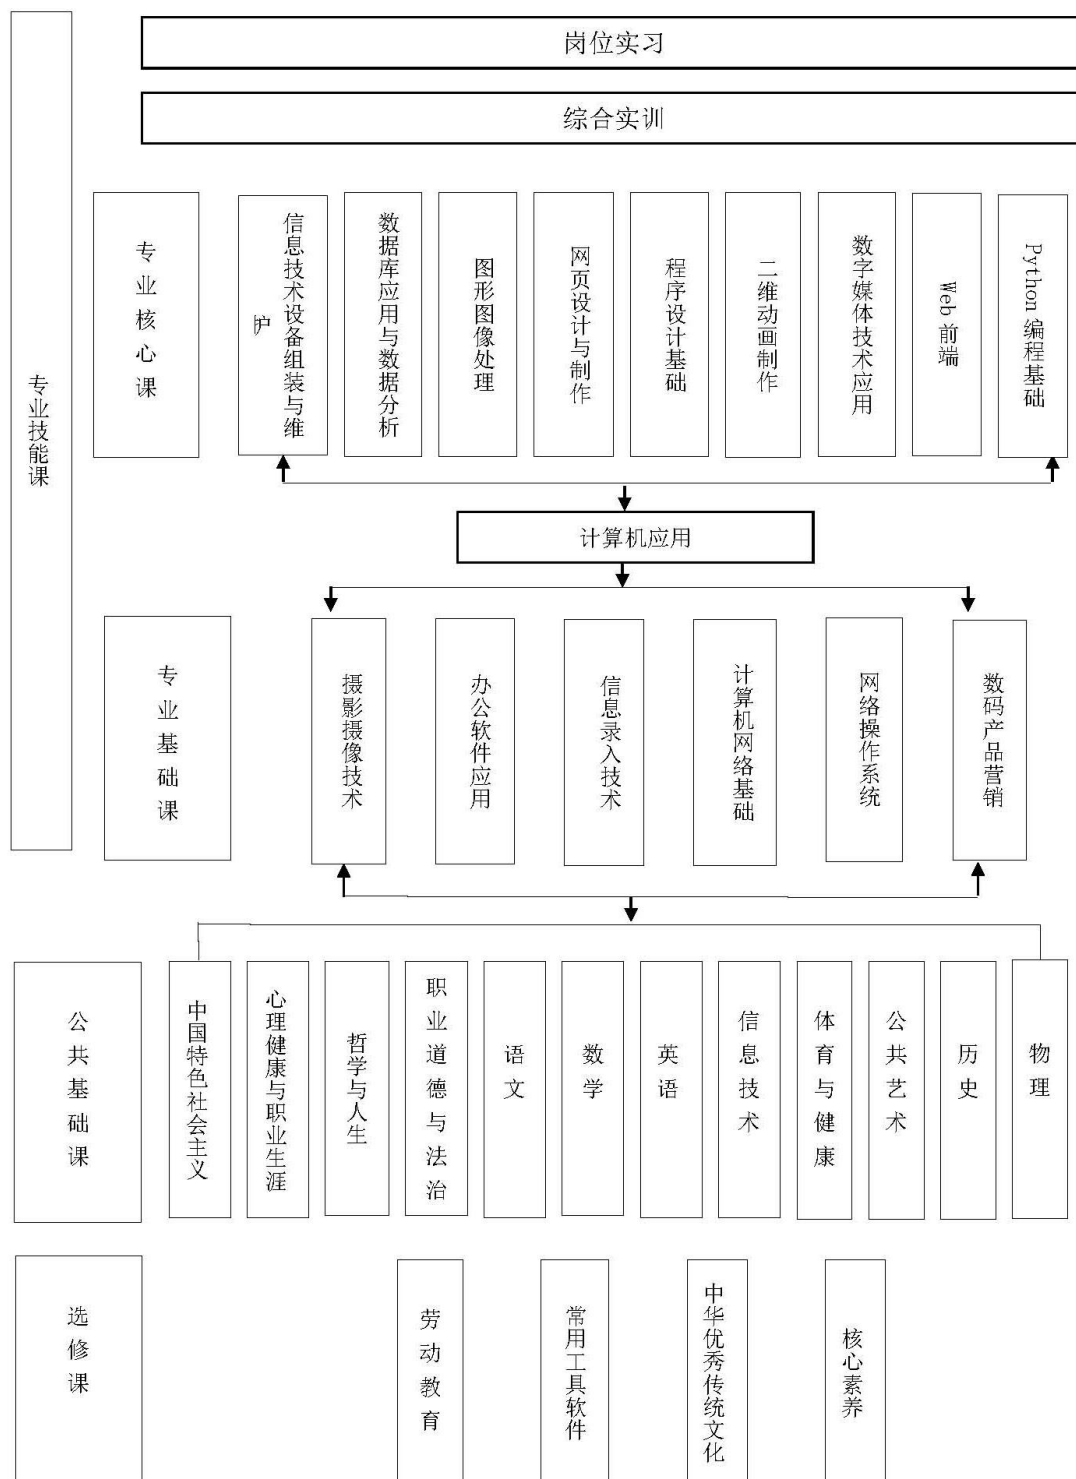 岗位实习
综合实训
专业技能课
专业核心课
信息技术设备组装与维
护
数据库应用与数据分析
图形图像处理
网页设计与制作
程序设计基础
二维动画制作
数字媒体技术应用
Web 前端
Python 编程基础
计算机应用
专业基础课
摄影摄像技术
办公软件应用
信息录入技术
计算机网络基础
网络操作系统
数码产品营销
公共基础课
中国特色社会主义
心理健康与职业生涯
哲学与人生
职业道德与法治
语文
数学
英语
信息技术
体育与健康
公共艺术
历史
物理
选修课
劳动教育
常用工具软件
中华优秀传统文化
核心素养